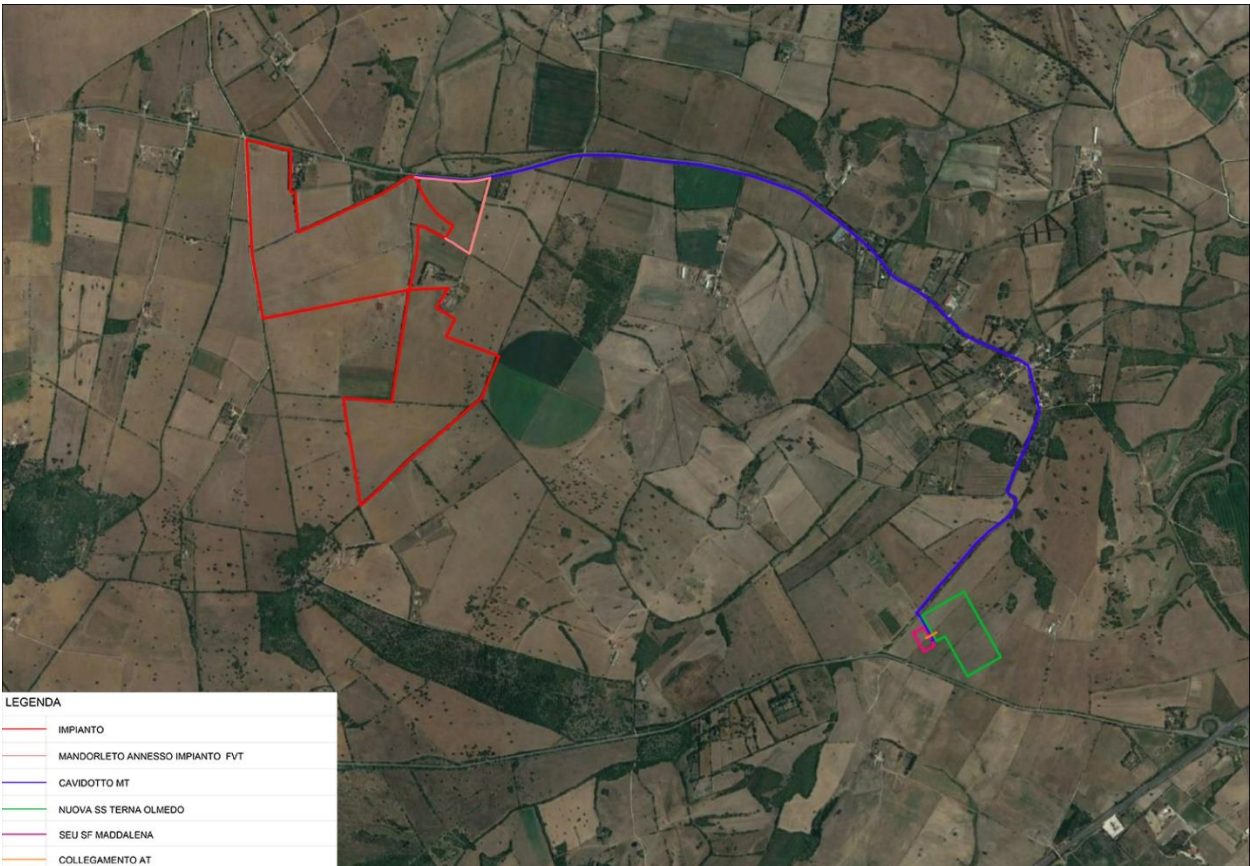 LEGENDA
IMPIANTO
MANDORLETO ANNESSO IMPIANTO FVT
CAVIDOTTO MT
NUOVA SS TERNA OLMEDO
SEU SF MADDALENA
COLLEGAMENTO AT